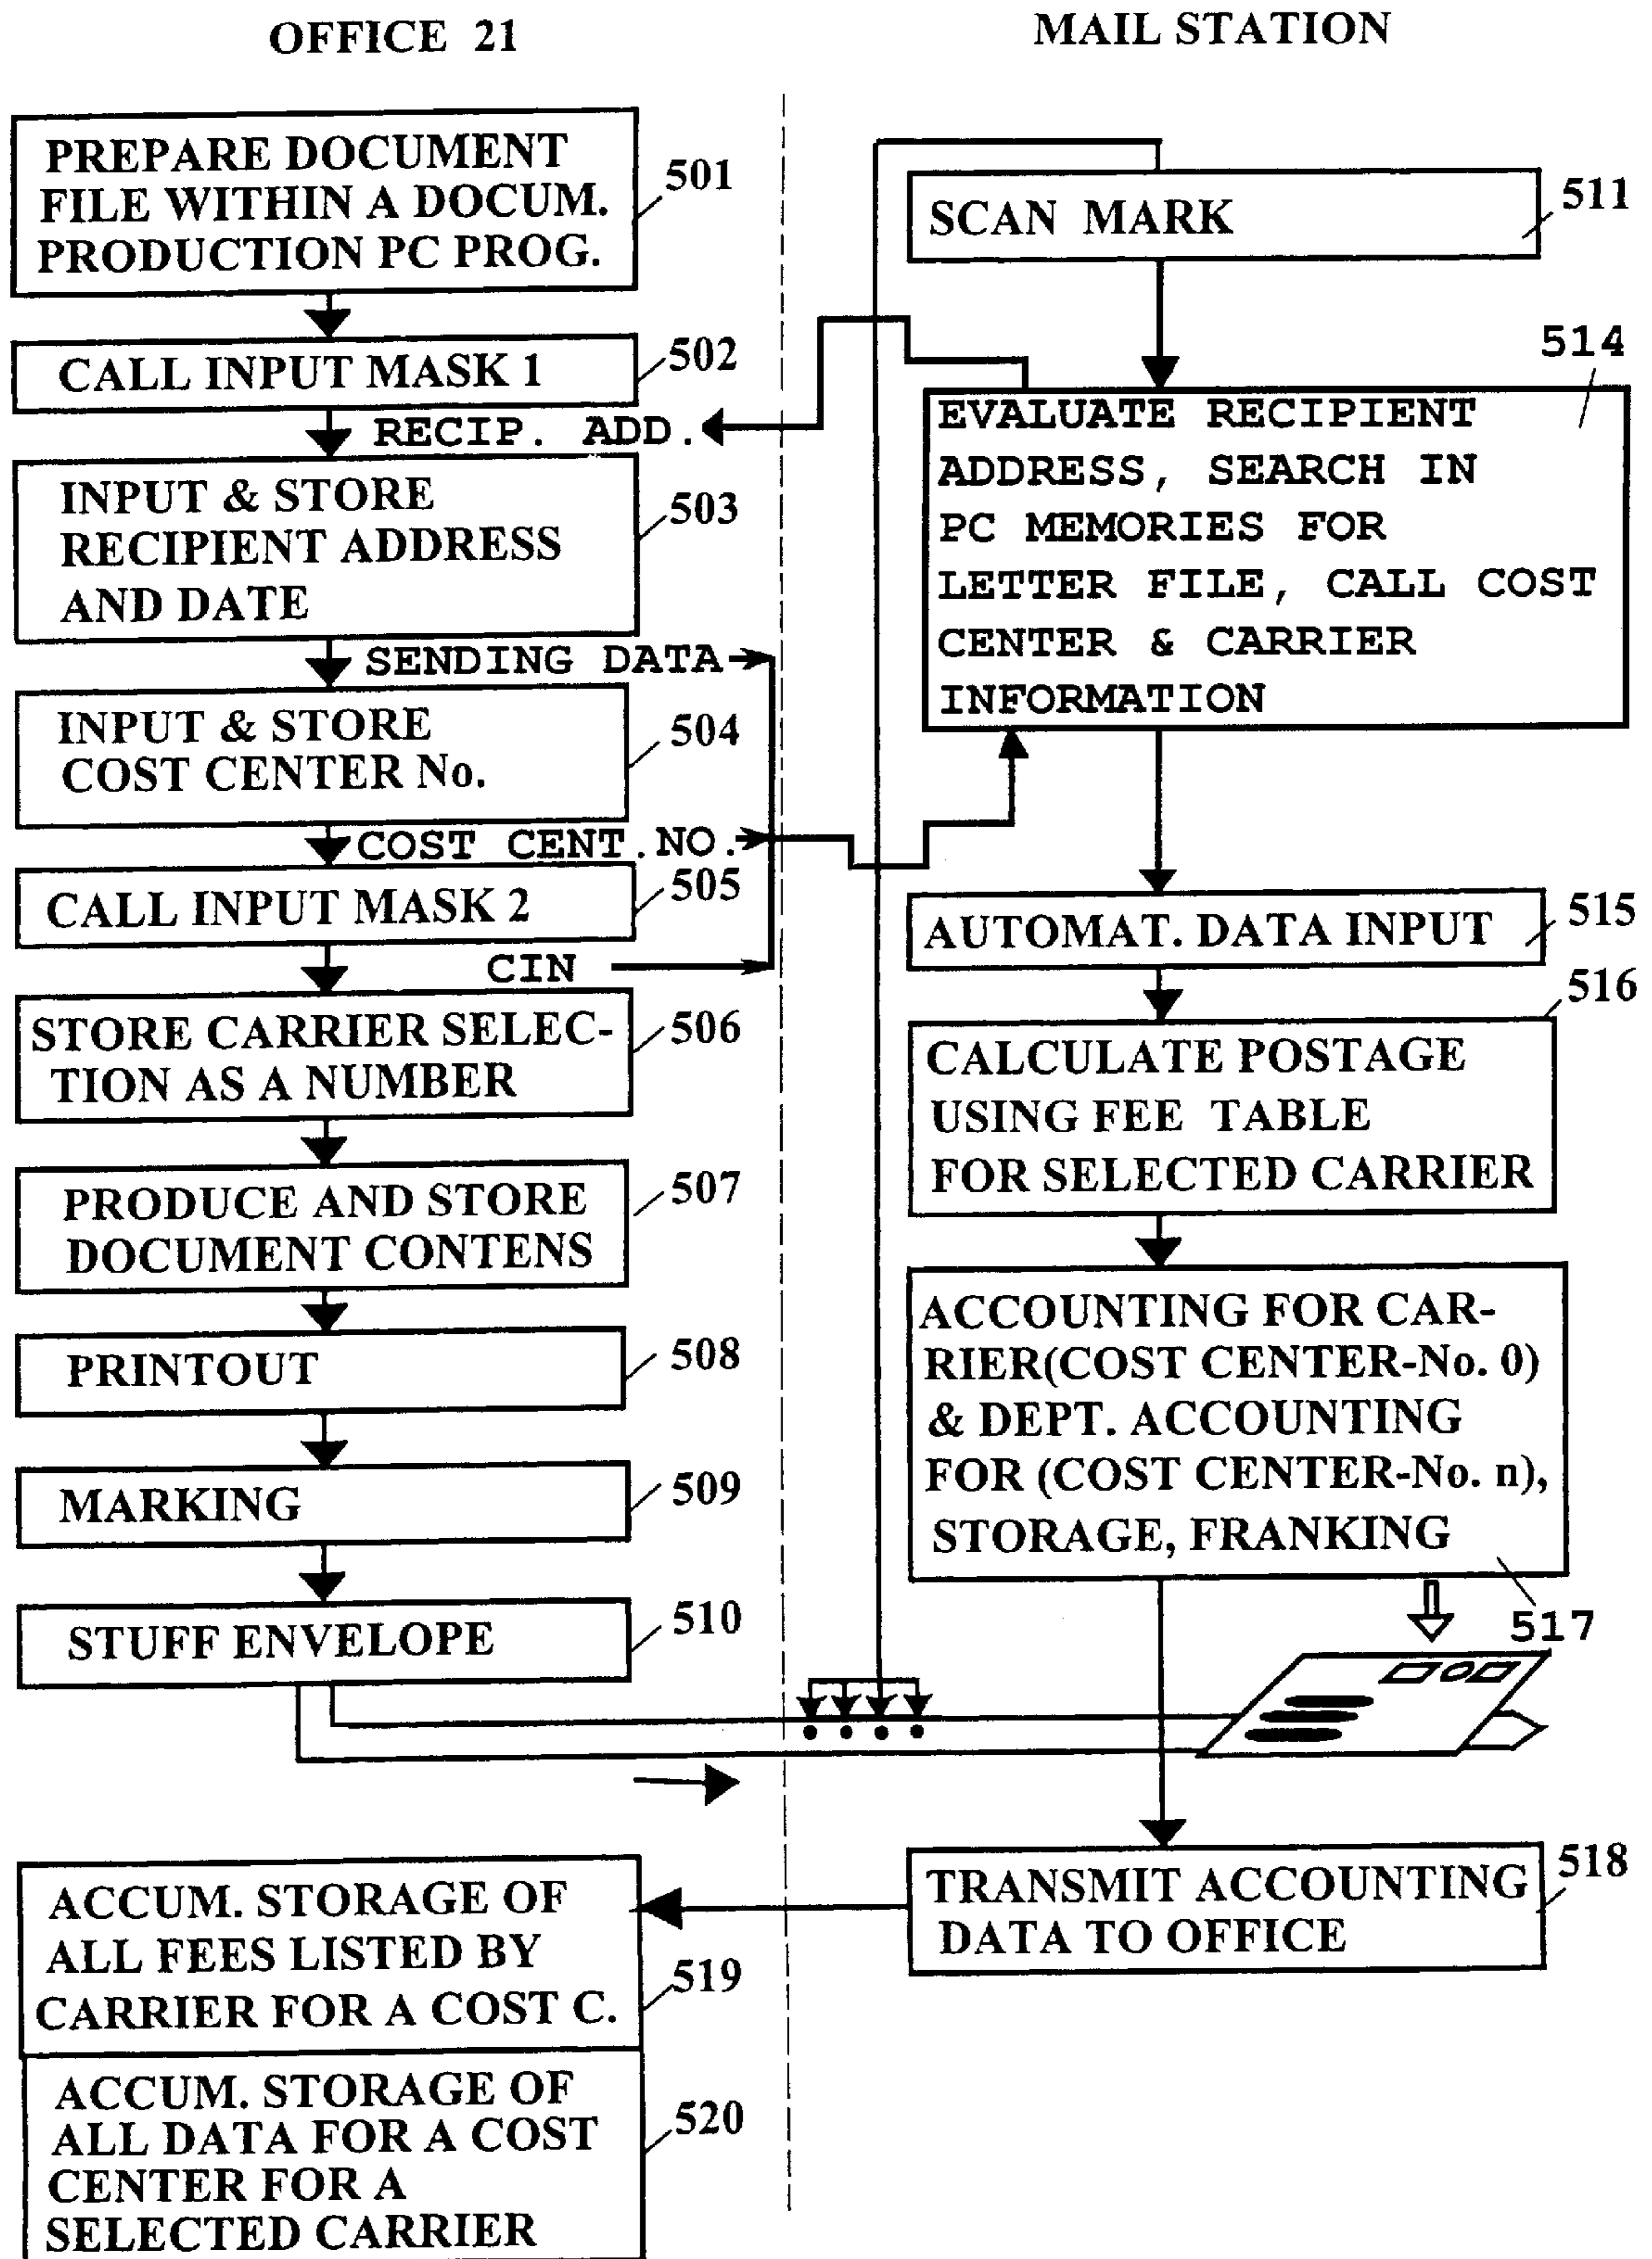 OFFICE 21
PREPARE DOCUMENT
FILE WITHIN A DOCUM.
PRODUCTION PC PROG.
501
CALL INPUT MASK 1
502
RECIP. ADD.
INPUT & STORE
RECIPIENT ADDRESS
AND DATE
503
SENDING DATA
INPUT & STORE
COST CENTER No.
504
COST CENT.NO.
CALL INPUT MASK 2
505
CIN
STORE CARRIER SELEC-
TION AS A NUMBER
506
PRODUCE AND STORE
DOCUMENT CONTENS
507
PRINTOUT
508
MARKING
509
STUFF ENVELOPE
510
MAIL STATION
SCAN MARK
511
514
EVALUATE RECIPIENT
ADDRESS, SEARCH IN
PC MEMORIES FOR
LETTER FILE, CALL COST
CENTER & CARRIER
INFORMATION
AUTOMAT. DATA INPUT
515
516
CALCULATE POSTAGE
USING FEE TABLE
FOR SELECTED CARRIER
ACCOUNTING FOR CAR-
RIER(COST CENTER-No. 0)
& DEPT. ACCOUNTING
FOR (COST CENTER-No. n),
STORAGE, FRANKING
517
TRANSMIT ACCOUNTING
DATA TO OFFICE
518
ACCUM. STORAGE OF
ALL FEES LISTED BY
CARRIER FOR A COST C.
519
ACCUM. STORAGE OF
ALL DATA FOR A COST
CENTER FOR A
SELECTED CARRIER
520